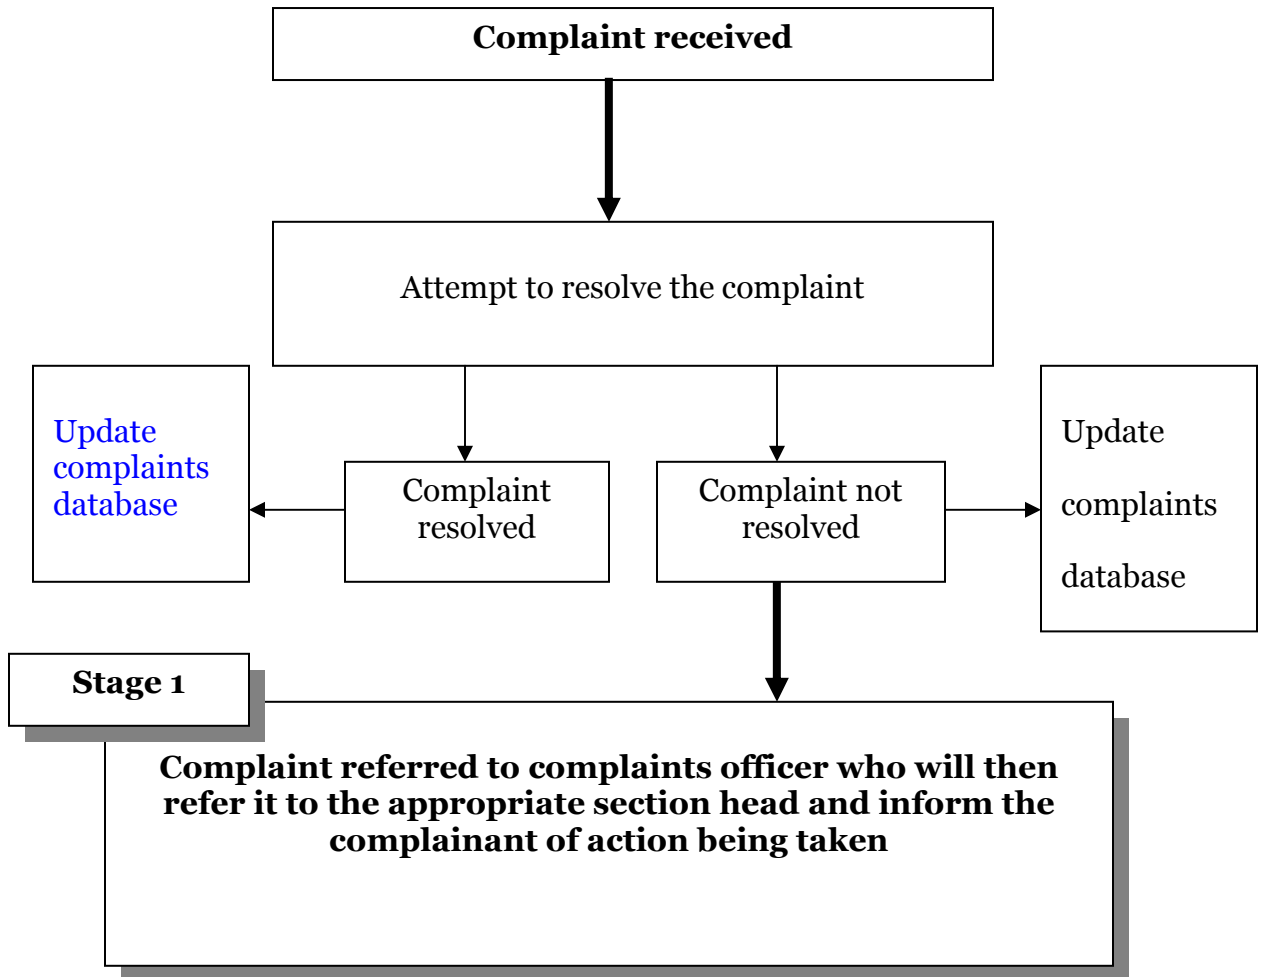 Complaint received
Attempt to resolve the complaint
Update
complaints
database
Complaint
resolved
Complaint not
resolved
Update
complaints
database
Stage 1
Complaint referred to complaints officer who will then
refer it to the appropriate section head and inform the
complainant of action being taken